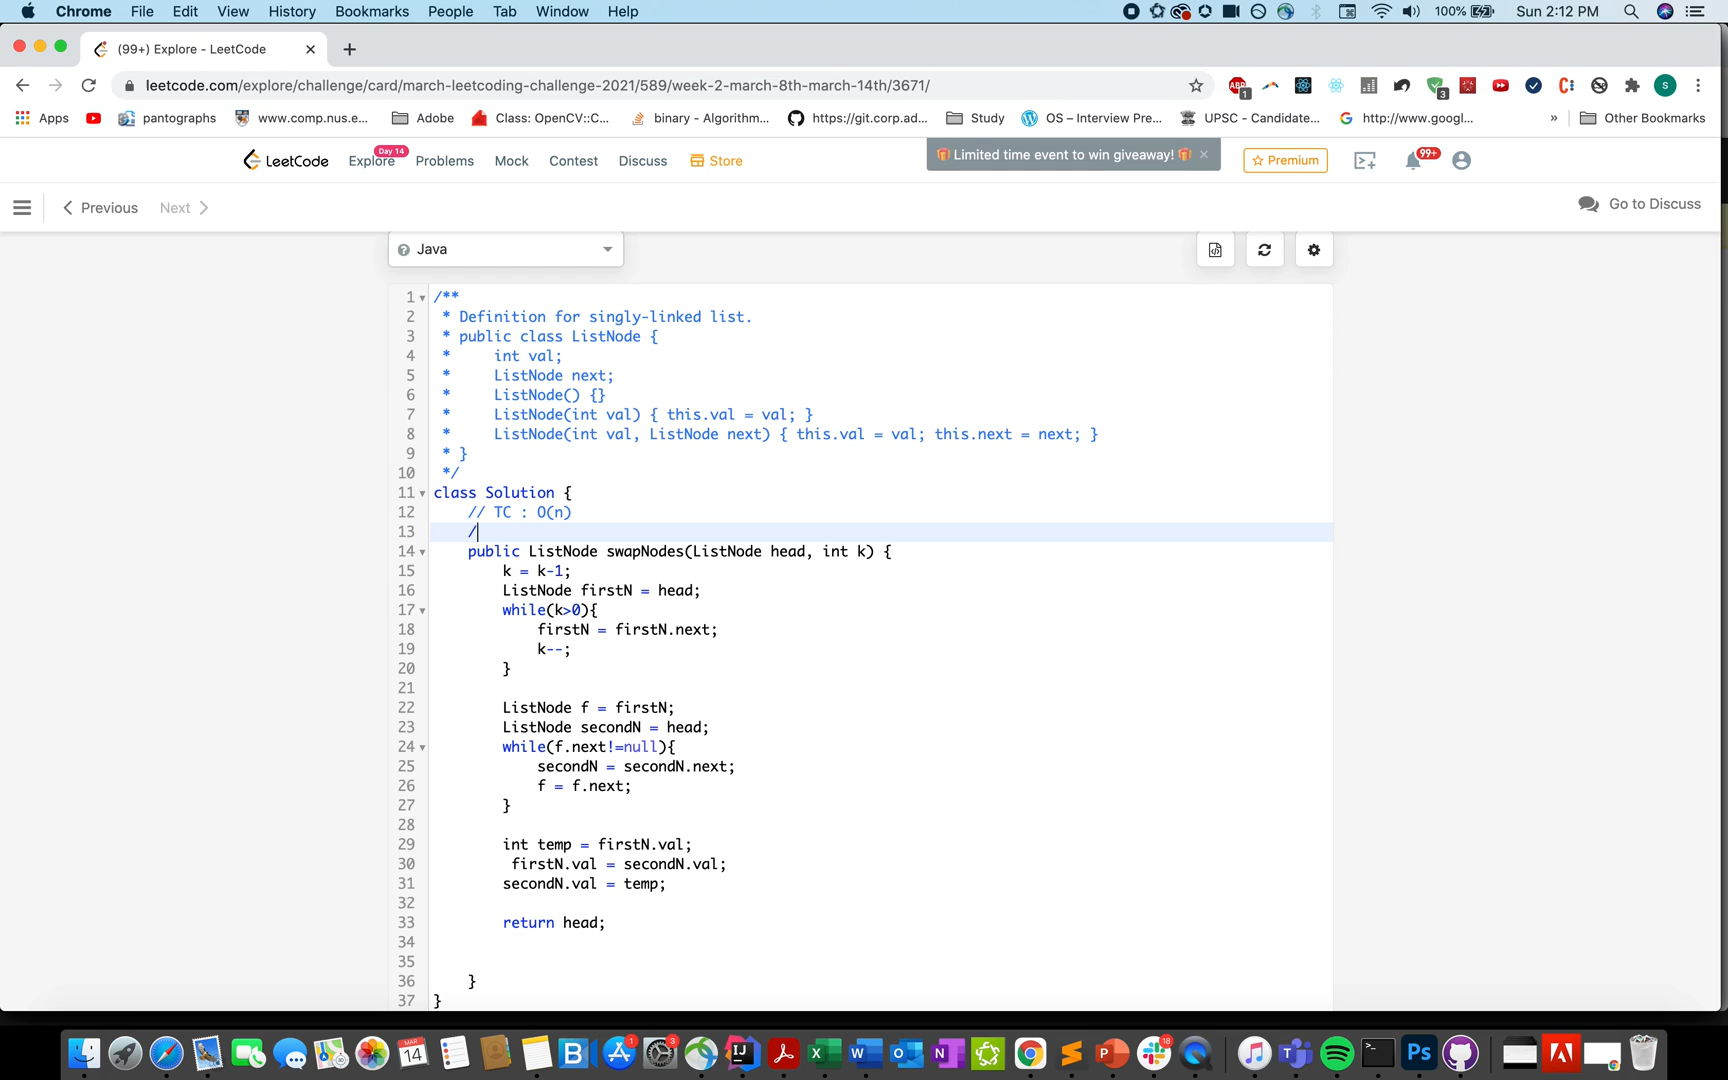 Chrome File Edit View History Bookmarks People Tab Window Help 100% Sun 2:12 PM
(99+) Explore - LeetCode
leetcode.com/explore/challenge/card/march-leetcoding-challenge-2021/589/week-2-march-8th-march-14th/3671/
Apps pantographs www.comp.nus.e... Adobe Class: OpenCV::C... binary - Algorithm... https://git.corp.ad... Study OS – Interview Pre... UPSC - Candidate... http://www.googl... » Other Bookmarks
LeetCode Explore Day 14 Problems Mock Contest Discuss Store Limited time event to win giveaway! Premium 99+
Previous Next Go to Discuss
Java
1 /**
2 * Definition for singly-linked list.
3 * public class ListNode {
4 * int val;
5 * ListNode next;
6 * ListNode() {}
7 * ListNode(int val) { this.val = val; }
8 * ListNode(int val, ListNode next) { this.val = val; this.next = next; }
9 * }
10 */
11 class Solution {
12 // TC : O(n)
13 /
14 public ListNode swapNodes(ListNode head, int k) {
15 k = k-1;
16 ListNode firstN = head;
17 while(k>0){
18 firstN = firstN.next;
19 k--;
20 }
21
22 ListNode f = firstN;
23 ListNode secondN = head;
24 while(f.next!=null){
25 secondN = secondN.next;
26 f = f.next;
27 }
28
29 int temp = firstN.val;
30 firstN.val = secondN.val;
31 secondN.val = temp;
32
33 return head;
34
35
36 }
37 }